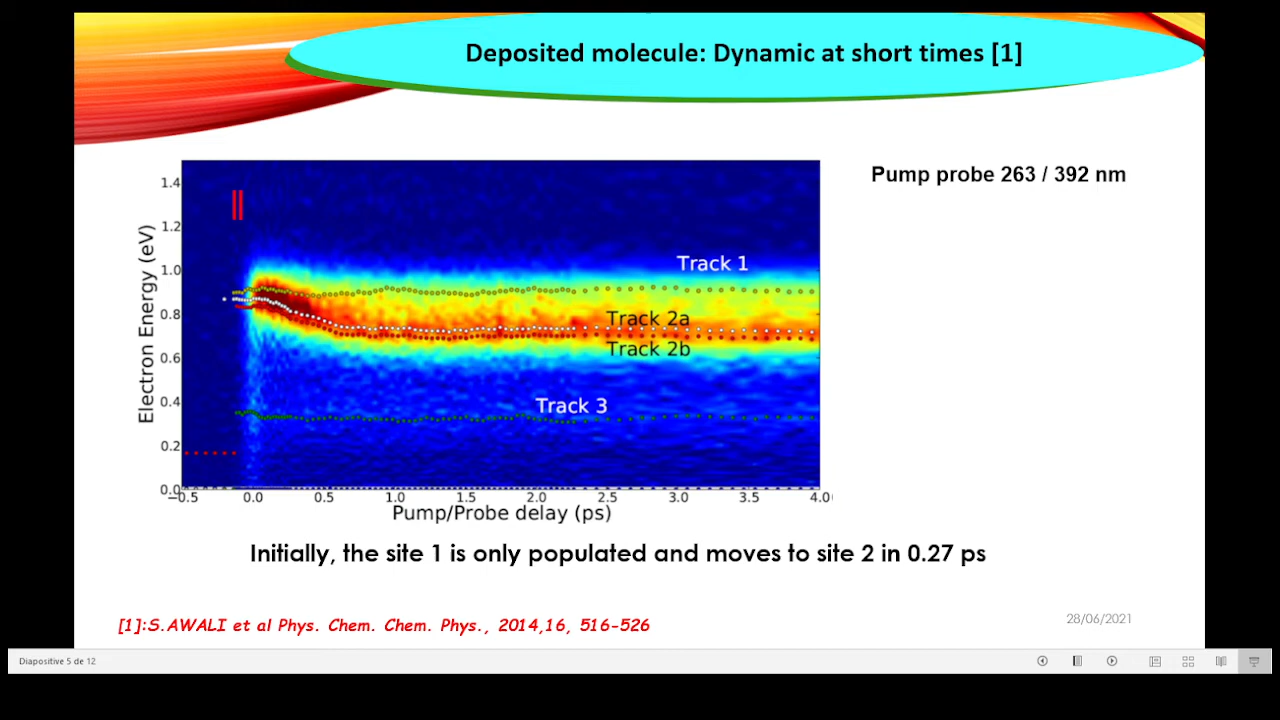 Deposited molecule: Dynamic at short times [1]
Pump probe 263 / 392 nm
1.4
1.2
1.0
0.8
0.6
0.4
0.2
0.0
Electron Energy (eV)
Track 1
Track 2a
Track 2b
Track 3
−0.5 0.0 0.5 1.0 1.5 2.0 2.5 3.0 3.5 4.0
Pump/Probe delay (ps)
Initially, the site 1 is only populated and moves to site 2 in 0.27 ps
[1]:S.AWALI et al Phys. Chem. Chem. Phys., 2014,16, 516-526
28/06/2021
Diapositive 5 de 12